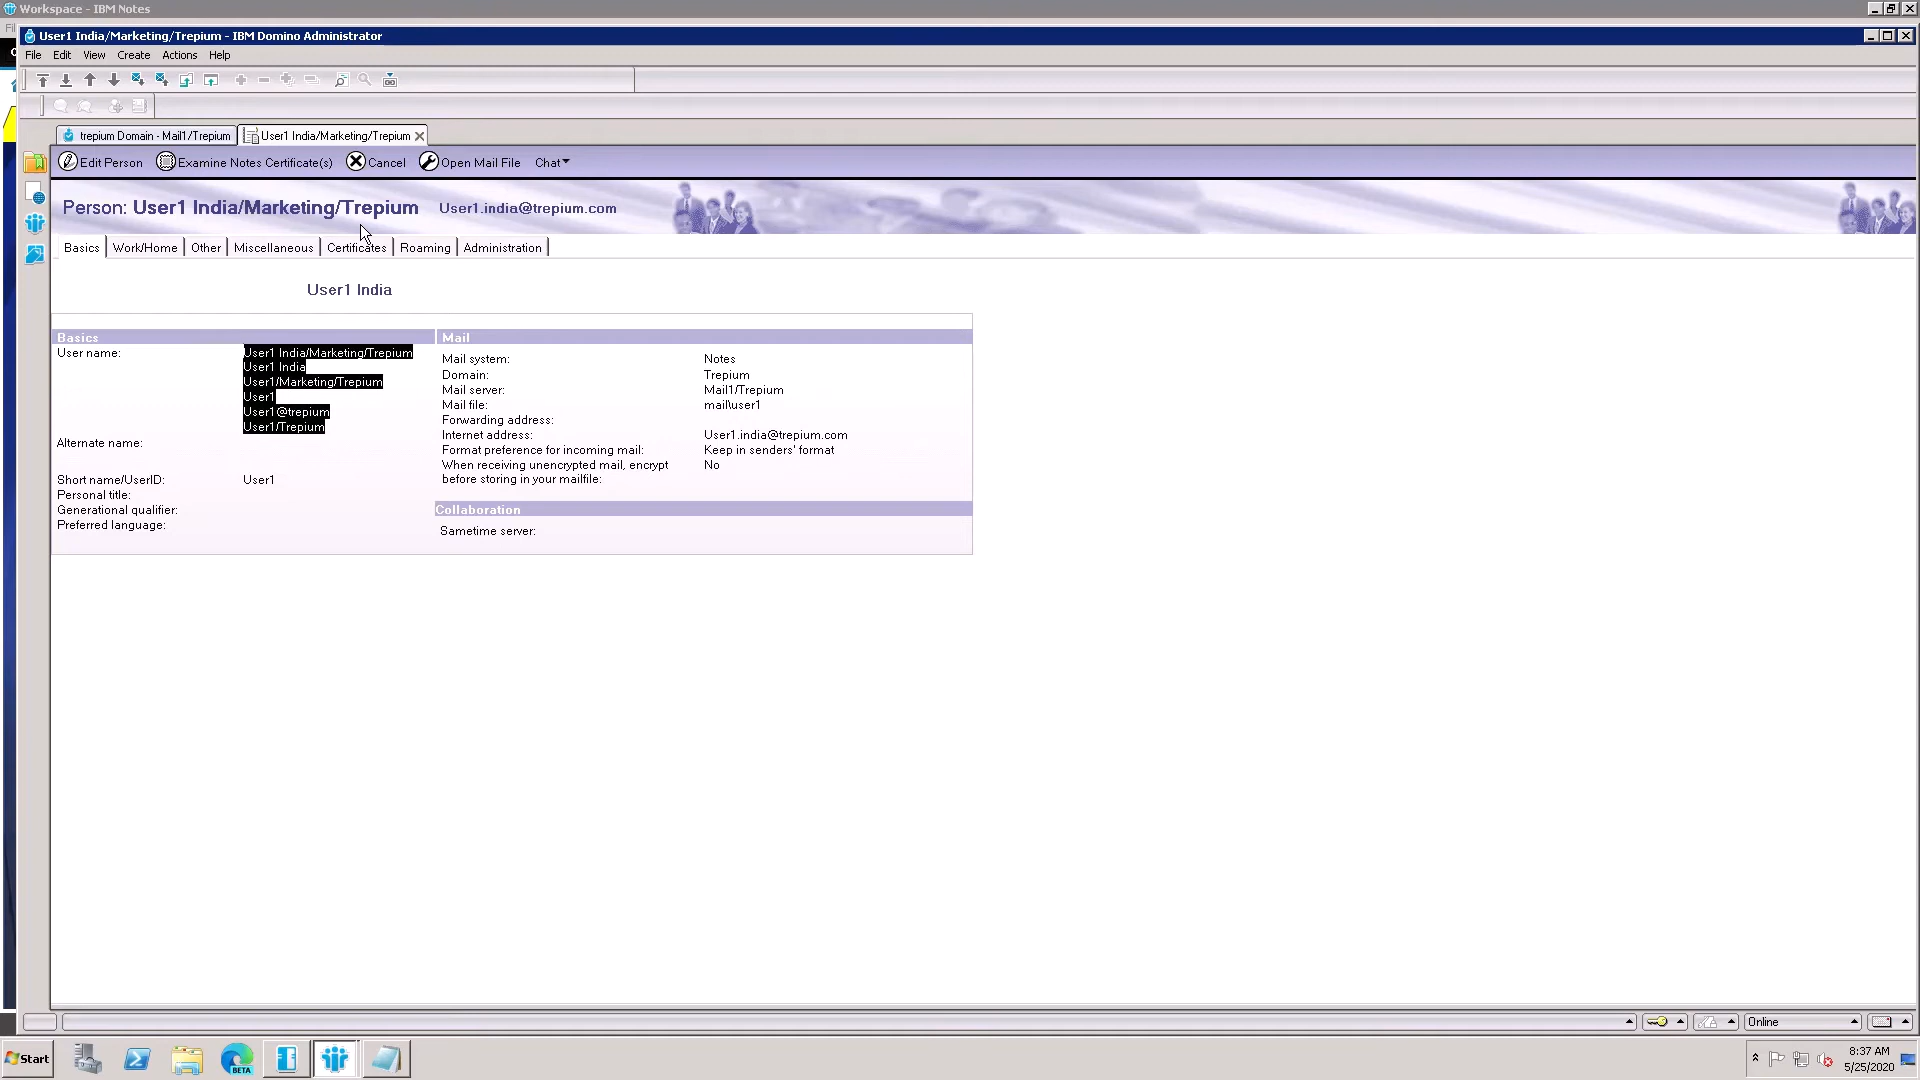 Workspace - IBM Notes
User1 India/Marketing/Trepium - IBM Domino Administrator
File Edit View Create Actions Help
trepium Domain - Mail1/Trepium User1 India/Marketing/Trepium
Edit Person Examine Notes Certificate(s) Cancel Open Mail File Chat
Person: User1 India/Marketing/Trepium User1.india@trepium.com
Basics Work/Home Other Miscellaneous Certificates Roaming Administration
User1 India
Basics
User name: User1 India/Marketing/Trepium
User1 India
User1/Marketing/Trepium
User1
User1@trepium
User1/Trepium
Alternate name:
Short name/UserID: User1
Personal title:
Generational qualifier:
Preferred language:
Mail
Mail system: Notes
Domain: Trepium
Mail server: Mail1/Trepium
Mail file: mail\user1
Forwarding address:
Internet address: User1.india@trepium.com
Format preference for incoming mail: Keep in senders' format
When receiving unencrypted mail, encrypt No
before storing in your mailfile:
Collaboration
Sametime server:
Online
Start
BETA
8:37 AM
5/25/2020